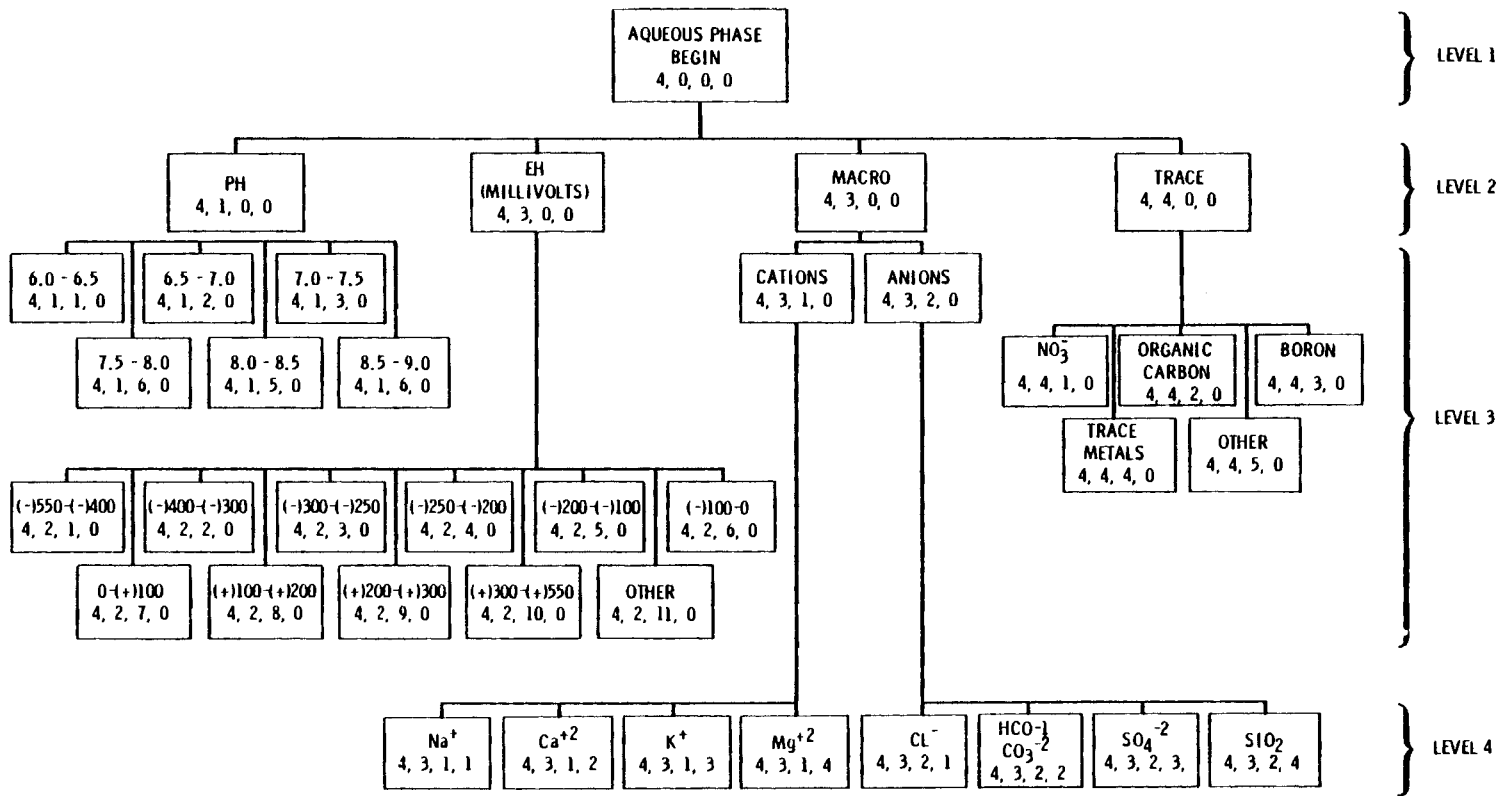 AQUEOUS PHASE
BEGIN
4, 0, 0, 0
LEVEL 1
PH
4, 1, 0, 0
EH
(MILLIVOLTS)
4, 3, 0, 0
MACRO
4, 3, 0, 0
TRACE
4, 4, 0, 0
LEVEL 2
6.0 - 6.5
4, 1, 1, 0
6.5 - 7.0
4, 1, 2, 0
7.0 - 7.5
4, 1, 3, 0
7.5 - 8.0
4, 1, 6, 0
8.0 - 8.5
4, 1, 5, 0
8.5 - 9.0
4, 1, 6, 0
CATIONS
4, 3, 1, 0
ANIONS
4, 3, 2, 0
NO₃⁻
4, 4, 1, 0
ORGANIC
CARBON
4, 4, 2, 0
BORON
4, 4, 3, 0
TRACE
METALS
4, 4, 4, 0
OTHER
4, 4, 5, 0
LEVEL 3
(-)550-(-)400
4, 2, 1, 0
(-)400-(-)300
4, 2, 2, 0
(-)300-(-)250
4, 2, 3, 0
(-)250-(-)200
4, 2, 4, 0
(-)200-(-)100
4, 2, 5, 0
(-)100-0
4, 2, 6, 0
0-(+)100
4, 2, 7, 0
(+)100-(+)200
4, 2, 8, 0
(+)200-(+)300
4, 2, 9, 0
(+)300-(+)550
4, 2, 10, 0
OTHER
4, 2, 11, 0
Na⁺
4, 3, 1, 1
Ca⁺²
4, 3, 1, 2
K⁺
4, 3, 1, 3
Mg⁺²
4, 3, 1, 4
CL⁻
4, 3, 2, 1
HCO-1
CO₃⁻²
4, 3, 2, 2
SO₄⁻²
4, 3, 2, 3,
SIO₂
4, 3, 2, 4
LEVEL 4